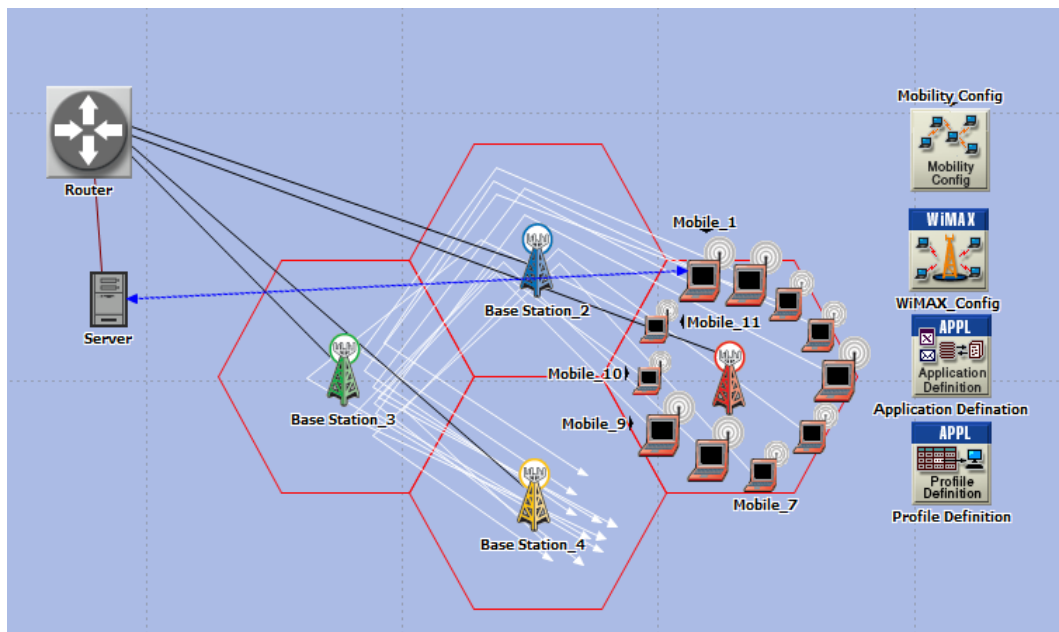 Mobility Config
Mobility
Config
Router
Mobile_1
WiMAX
Base Station_2
WiMAX_Config
Mobile_11
Server
APPL
Application
Definition
Mobile_10
Application Defination
Base Station_3
Mobile_9
APPL
Profile
Definition
Mobile_7
Profile Definition
Base Station_4